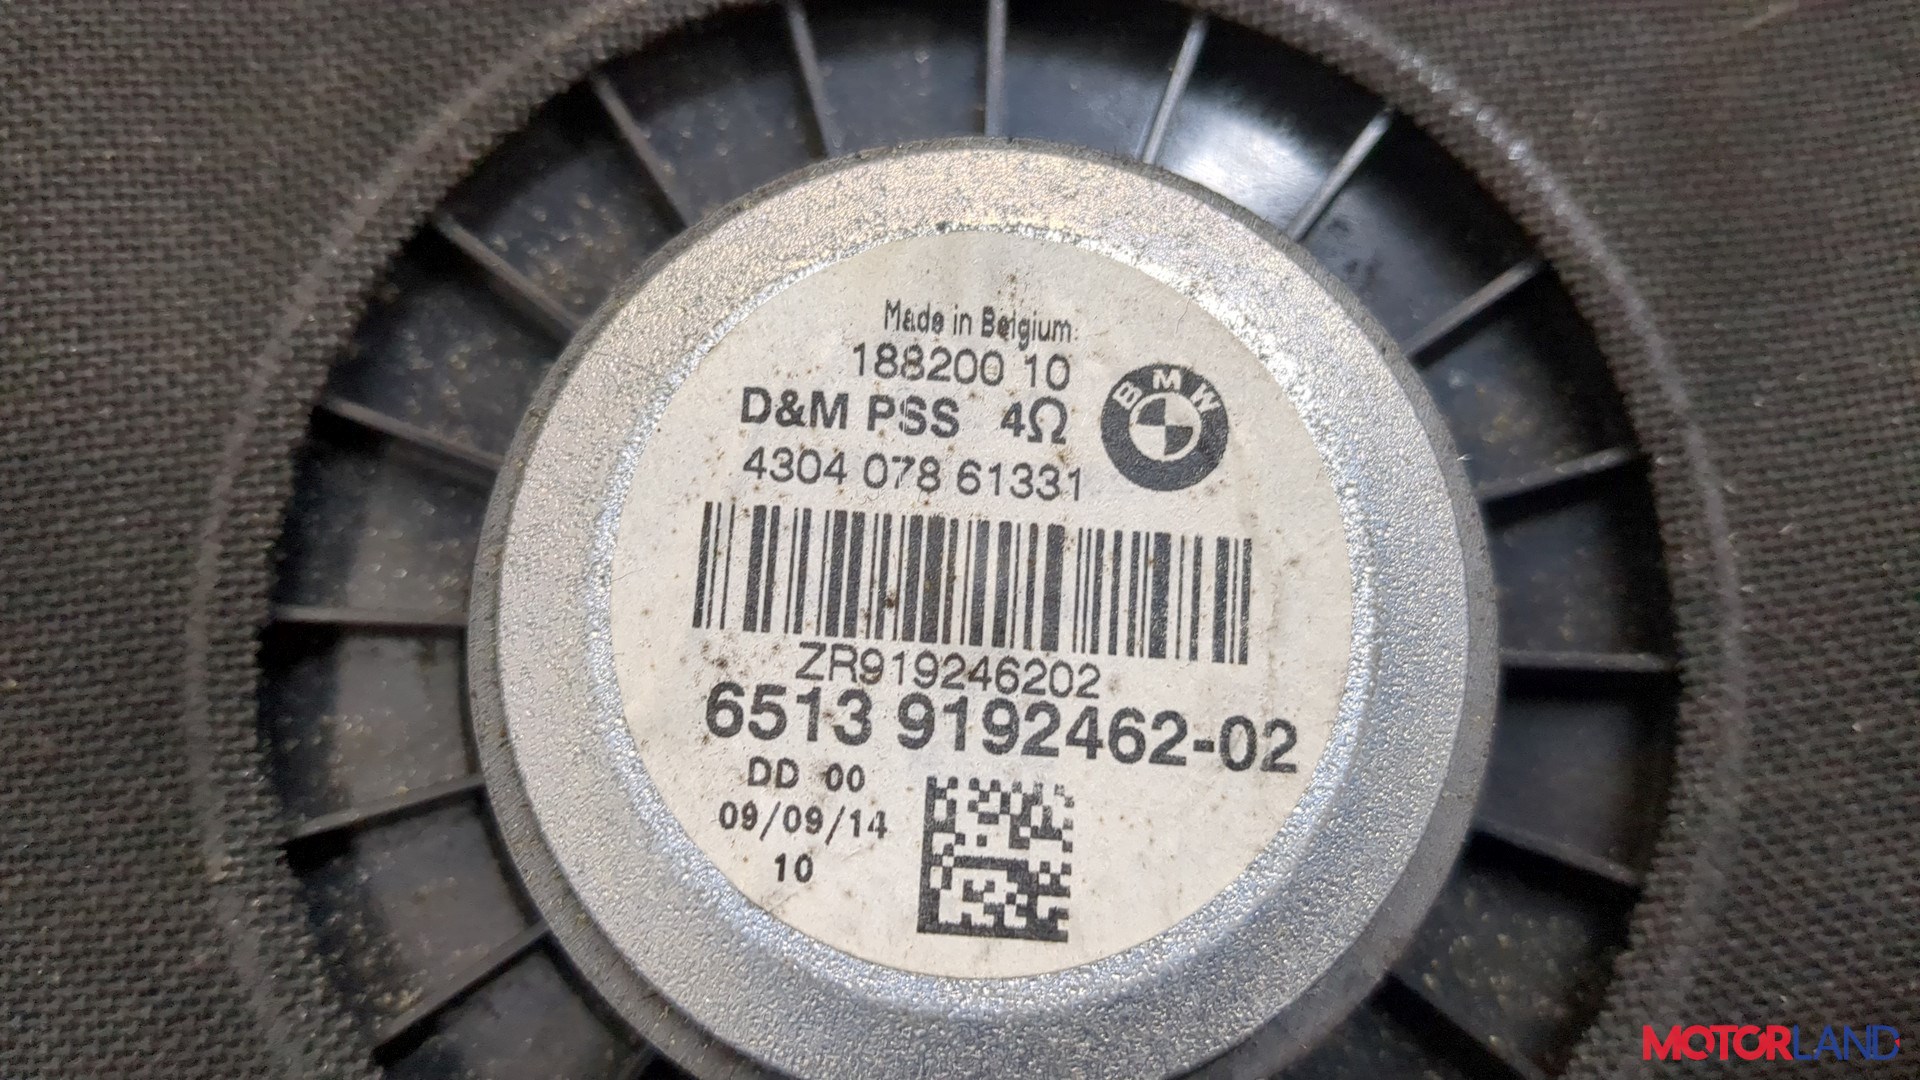 Made in Belgium
188200 10
D&M PSS 4Ω
BMW
4304 078 61331
ZR919246202
6513 9192462-02
DD 00
09/09/14
10
MOTORLAND